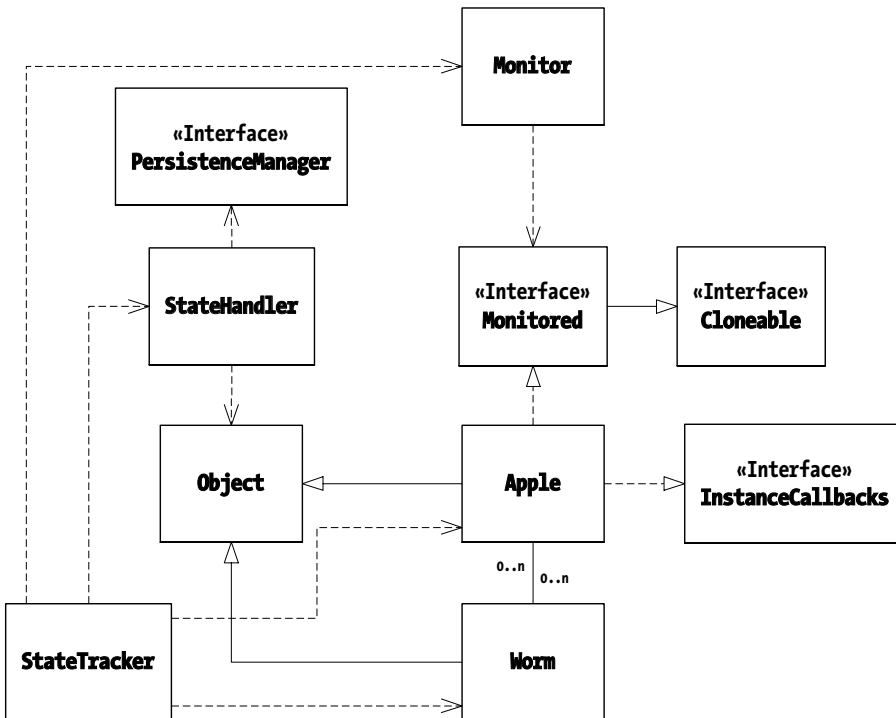 Monitor
«Interface»
PersistenceManager
StateHandler
«Interface»
Monitored
«Interface»
Cloneable
Object
Apple
«Interface»
InstanceCallbacks
0..n
0..n
StateTracker
Worm